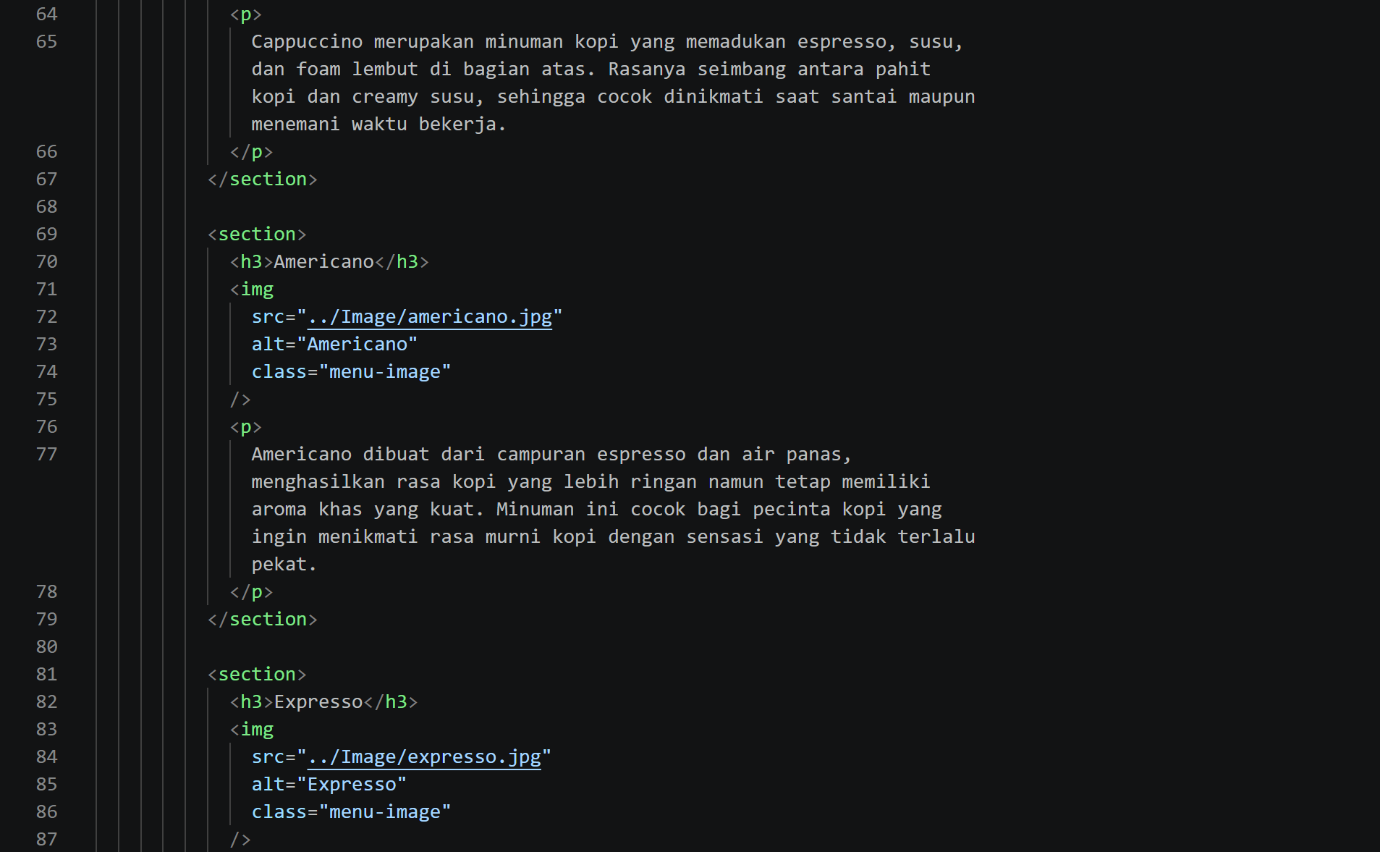 64 <p>
65 Cappuccino merupakan minuman kopi yang memadukan espresso, susu,
dan foam lembut di bagian atas. Rasanya seimbang antara pahit
kopi dan creamy susu, sehingga cocok dinikmati saat santai maupun
menemani waktu bekerja.
66 </p>
67 </section>
68
69 <section>
70 <h3>Americano</h3>
71 <img
72 src="../Image/americano.jpg"
73 alt="Americano"
74 class="menu-image"
75 />
76 <p>
77 Americano dibuat dari campuran espresso dan air panas,
menghasilkan rasa kopi yang lebih ringan namun tetap memiliki
aroma khas yang kuat. Minuman ini cocok bagi pecinta kopi yang
ingin menikmati rasa murni kopi dengan sensasi yang tidak terlalu
pekat.
78 </p>
79 </section>
80
81 <section>
82 <h3>Expresso</h3>
83 <img
84 src="../Image/expresso.jpg"
85 alt="Expresso"
86 class="menu-image"
87 />